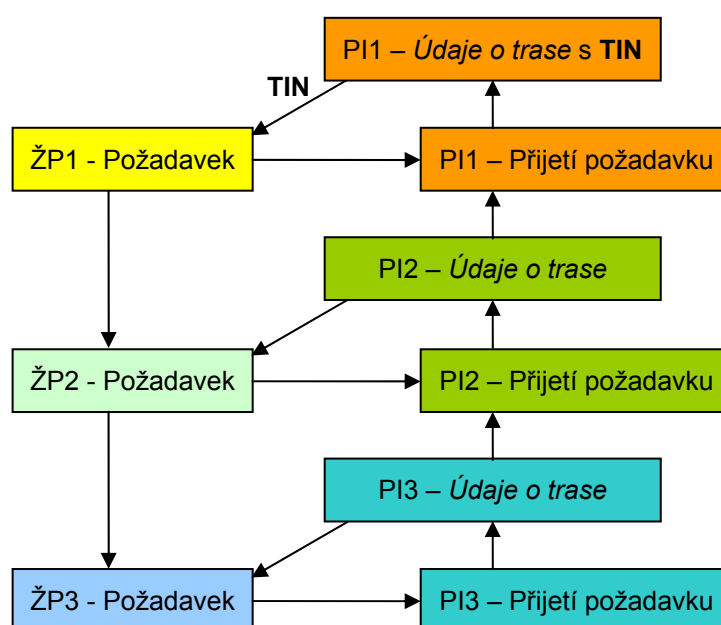 PI1 – Údaje o trase s TIN
TIN
ŽP1 - Požadavek
PI1 – Přijetí požadavku
PI2 – Údaje o trase
ŽP2 - Požadavek
PI2 – Přijetí požadavku
PI3 – Údaje o trase
ŽP3 - Požadavek
PI3 – Přijetí požadavku